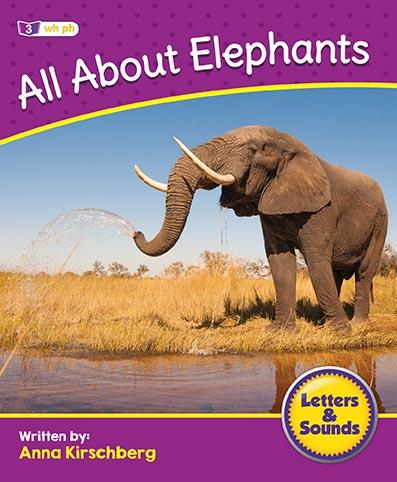 3 wh ph
All About Elephants
Letters
&
Sounds
Written by:
Anna Kirschberg